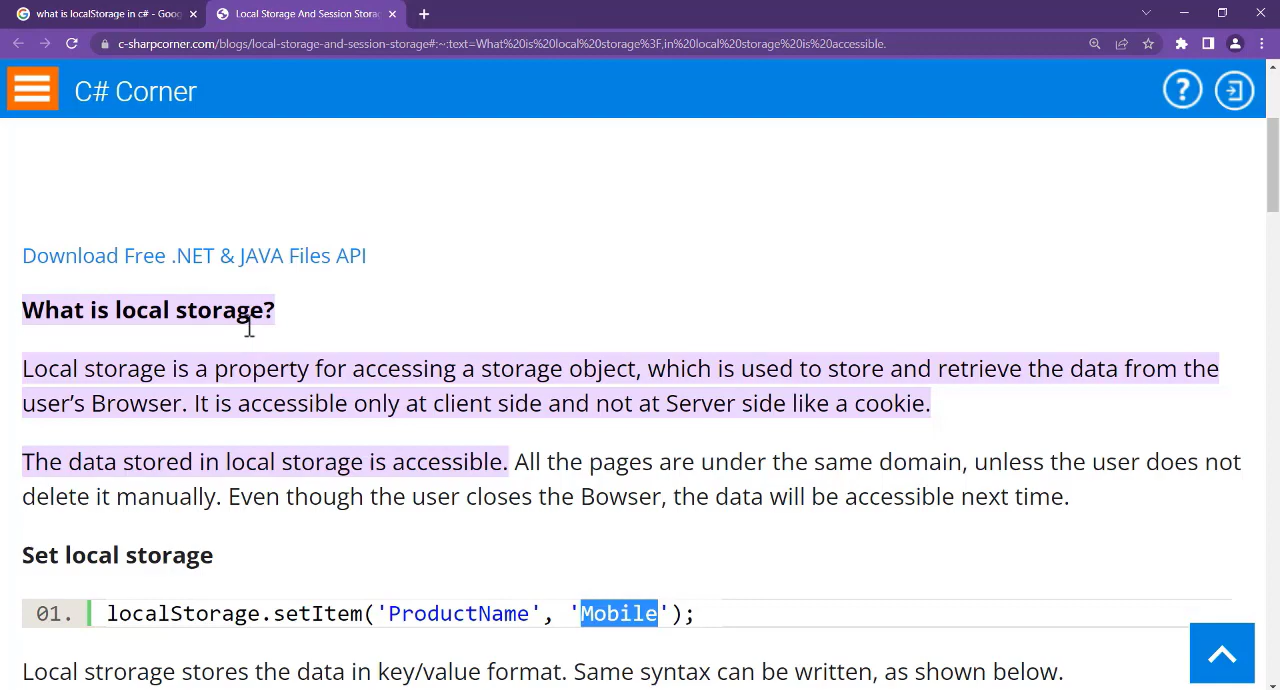 what is localStorage in c# - Goog
Local Storage And Session Storag
c-sharpcorner.com/blogs/local-storage-and-session-storage#:~:text=What%20is%20local%20storage%3F,in%20local%20storage%20is%20accessible.
C# Corner
?
Download Free .NET & JAVA Files API
What is local storage?
Local storage is a property for accessing a storage object, which is used to store and retrieve the data from the
user’s Browser. It is accessible only at client side and not at Server side like a cookie.
The data stored in local storage is accessible. All the pages are under the same domain, unless the user does not
delete it manually. Even though the user closes the Bowser, the data will be accessible next time.
Set local storage
01. localStorage.setItem('ProductName', 'Mobile');
Local strorage stores the data in key/value format. Same syntax can be written, as shown below.